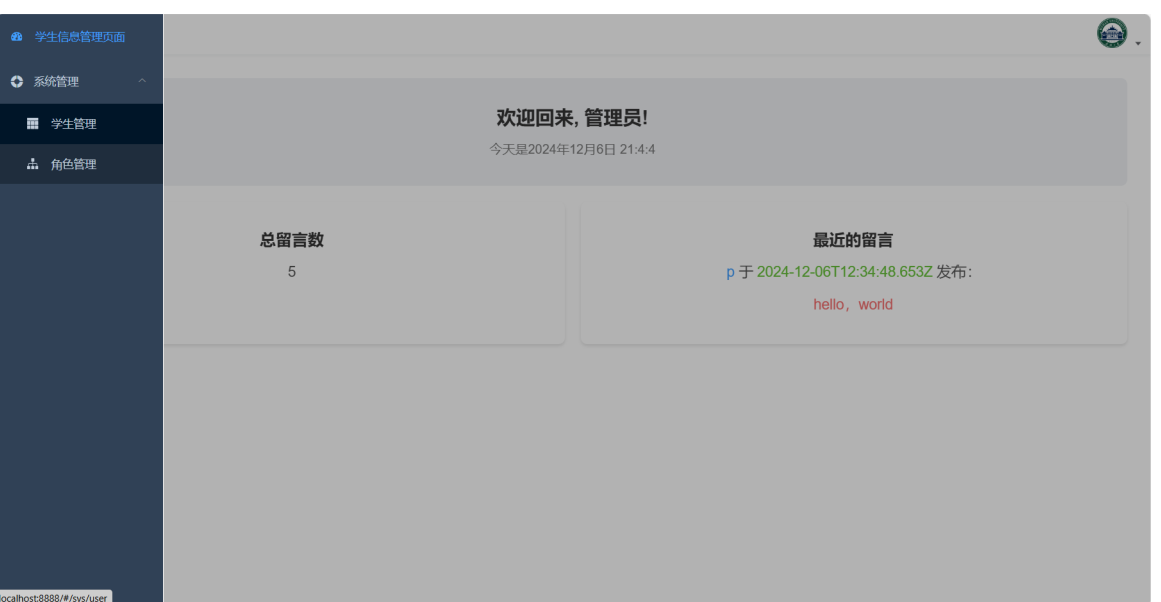 学生信息管理页面
系统管理
学生管理
角色管理
欢迎回来, 管理员!
今天是2024年12月6日 21:4:4
总留言数
5
最近的留言
p 于 2024-12-06T12:34:48.653Z 发布：
hello，world
localhost:8888/#/sys/user